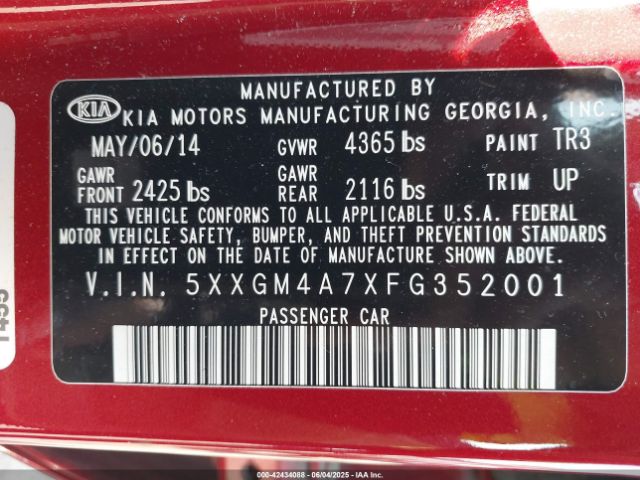 MANUFACTURED BY
KIA KIA MOTORS MANUFACTURING GEORGIA, INC.
MAY/06/14 GVWR 4365 lbs PAINT TR3
GAWR FRONT 2425 lbs GAWR REAR 2116 lbs TRIM UP
THIS VEHICLE CONFORMS TO ALL APPLICABLE U.S.A. FEDERAL
MOTOR VEHICLE SAFETY, BUMPER, AND THEFT PREVENTION STANDARDS
IN EFFECT ON THE DATE OF MANUFACTURE SHOWN ABOVE.
V.I.N. 5XXGM4A7XFG352001
PASSENGER CAR
000-42434088 - 06/04/2025 - IAAI.COM